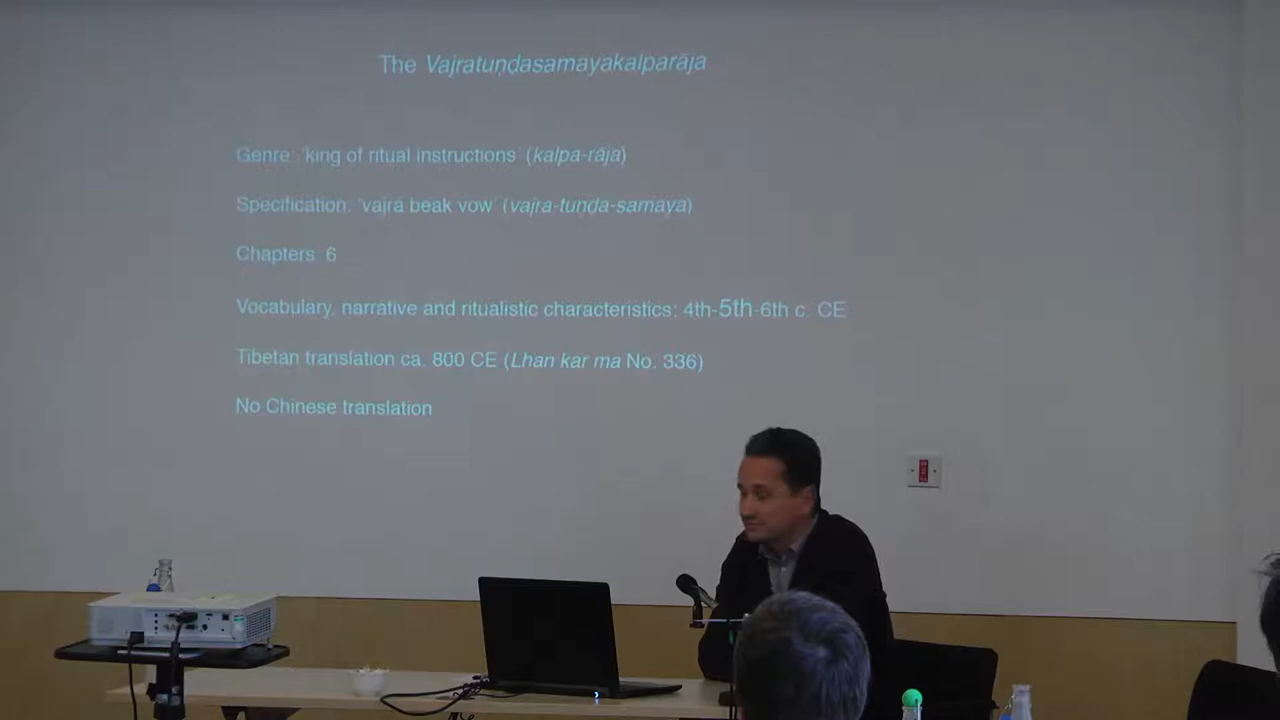 The Vajratuṇḍasamayakalparāja
Genre: 'king of ritual instructions' (kalpa-rāja)
Specification: 'vajra beak vow' (vajra-tuṇḍa-samaya)
Chapters: 6
Vocabulary, narrative and ritualistic characteristics: 4th-5th-6th c. CE
Tibetan translation ca. 800 CE (Lhan kar ma No. 336)
No Chinese translation